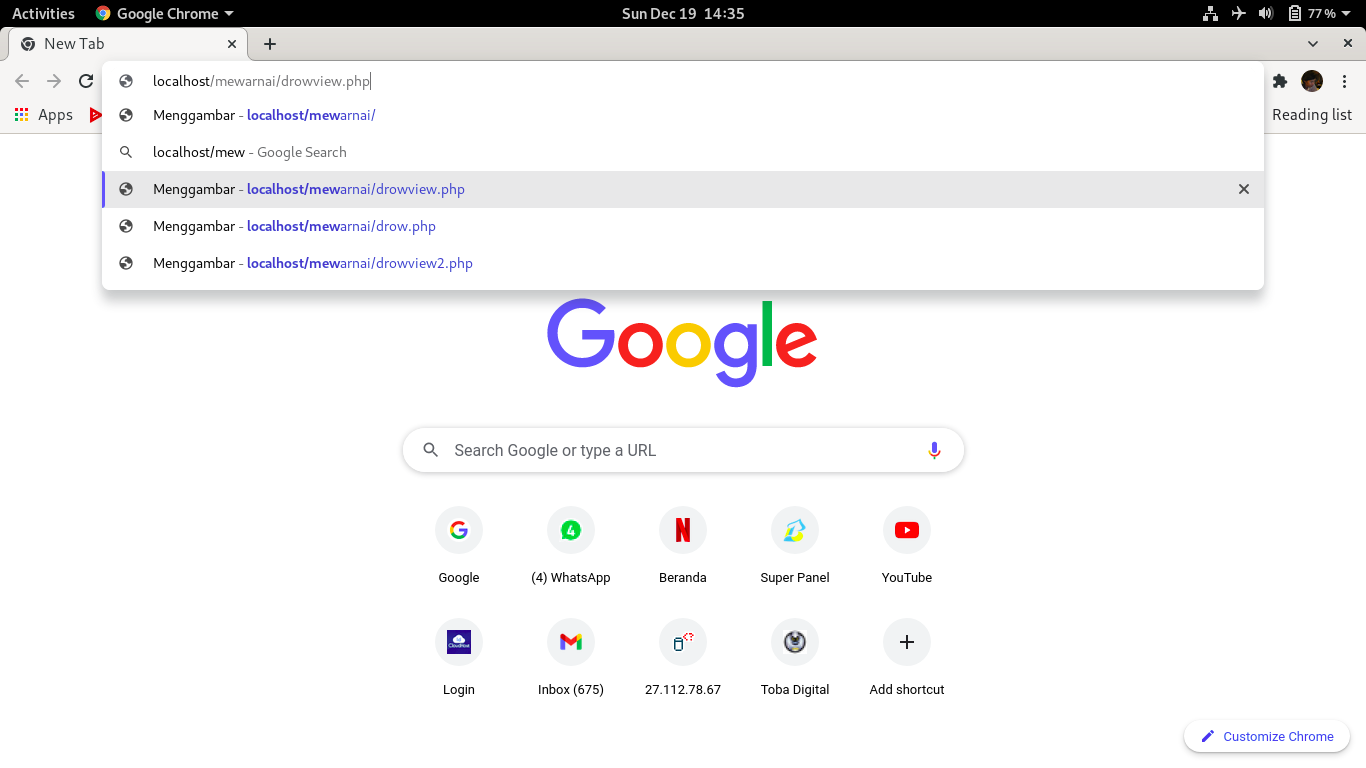 Activities Google Chrome Sun Dec 19 14:35 77 %
New Tab
localhost/mewarnai/drowview.php
Menggambar - localhost/mewarnai/
Apps Reading list
localhost/mew - Google Search
Menggambar - localhost/mewarnai/drowview.php
Menggambar - localhost/mewarnai/drow.php
Menggambar - localhost/mewarnai/drowview2.php
Google
Search Google or type a URL
Google (4) WhatsApp Beranda Super Panel YouTube
Login Inbox (675) 27.112.78.67 Toba Digital Add shortcut
Customize Chrome